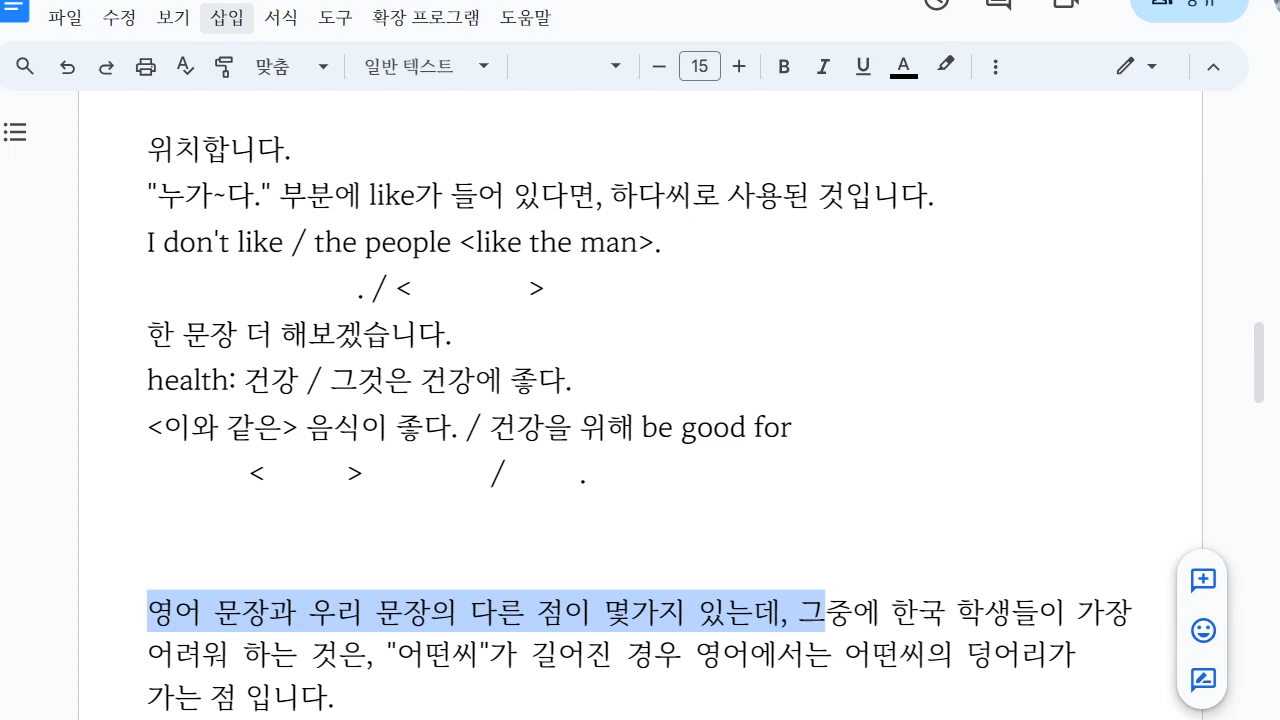 파일 수정 보기 삽입 서식 도구 확장 프로그램 도움말
맞춤 일반 텍스트 15 B I U A
위치합니다.
"누가~다." 부분에 like가 들어 있다면, 하다씨로 사용된 것입니다.
I don't like / the people <like the man>.
. / < >
한 문장 더 해보겠습니다.
health: 건강 / 그것은 건강에 좋다.
<이와 같은> 음식이 좋다. / 건강을 위해 be good for
< > / .
영어 문장과 우리 문장의 다른 점이 몇가지 있는데, 그중에 한국 학생들이 가장
어려워 하는 것은, "어떤씨"가 길어진 경우 영어에서는 어떤씨의 덩어리가
가는 점 입니다.